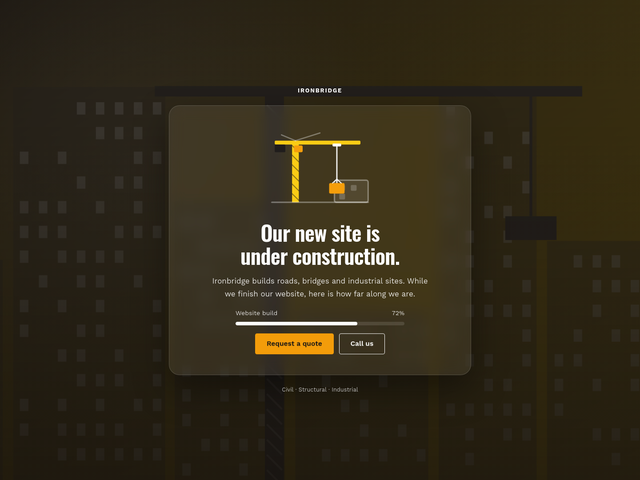 IRONBRIDGE
Our new site is
under construction.
Ironbridge builds roads, bridges and industrial sites. While
we finish our website, here is how far along we are.
Website build 72%
Request a quote Call us
Civil · Structural · Industrial